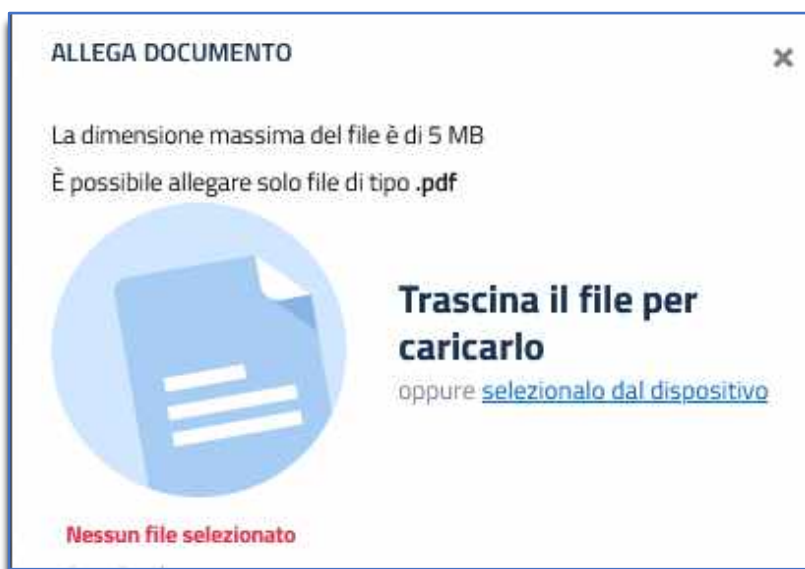 ALLEGA DOCUMENTO
La dimensione massima del file è di 5 MB
È possibile allegare solo file di tipo .pdf
Trascina il file per
caricarlo
oppure selezionalo dal dispositivo
Nessun file selezionato